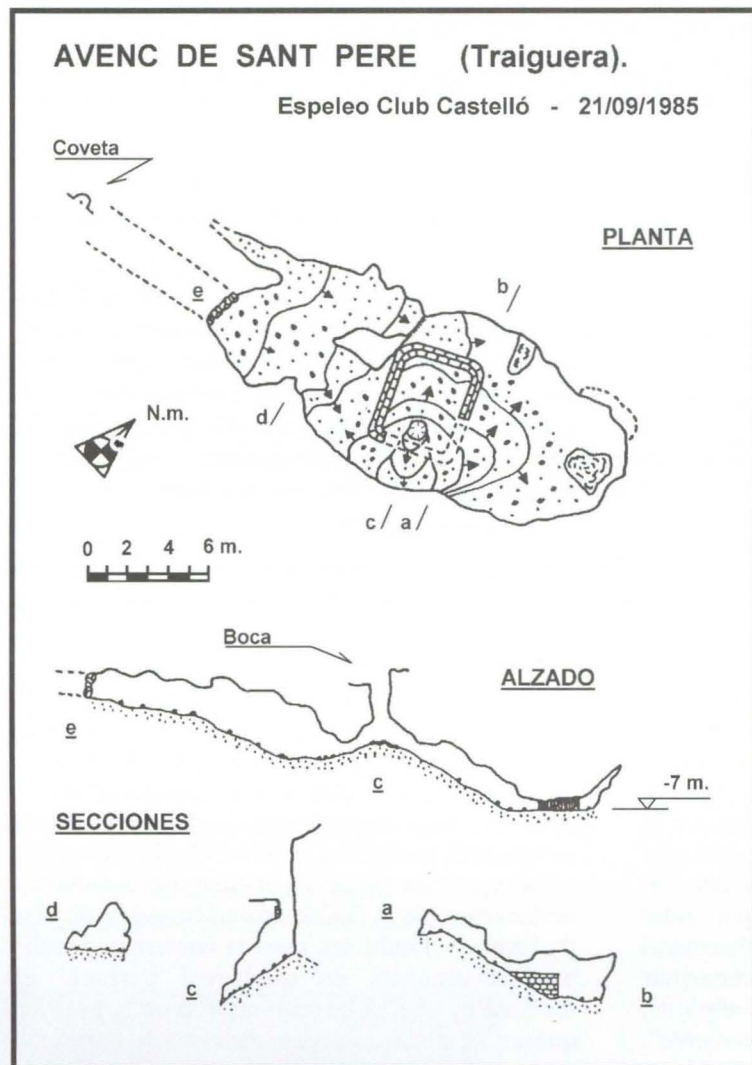 AVENC DE SANT PERE (Traiguera).
Espeleo Club Castelló - 21/09/1985
Coveta
PLANTA
b
e
N.m.
d
c a
0 2 4 6 m.
Boca
ALZADO
e
c
-7 m.
SECCIONES
d
a
c
b